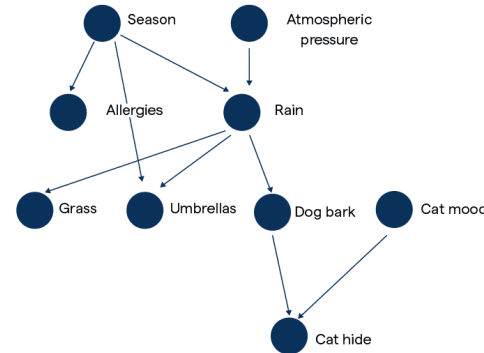 Season
Atmospheric
pressure
Allergies
Rain
Grass
Umbrellas
Dog bark
Cat mood
Cat hide